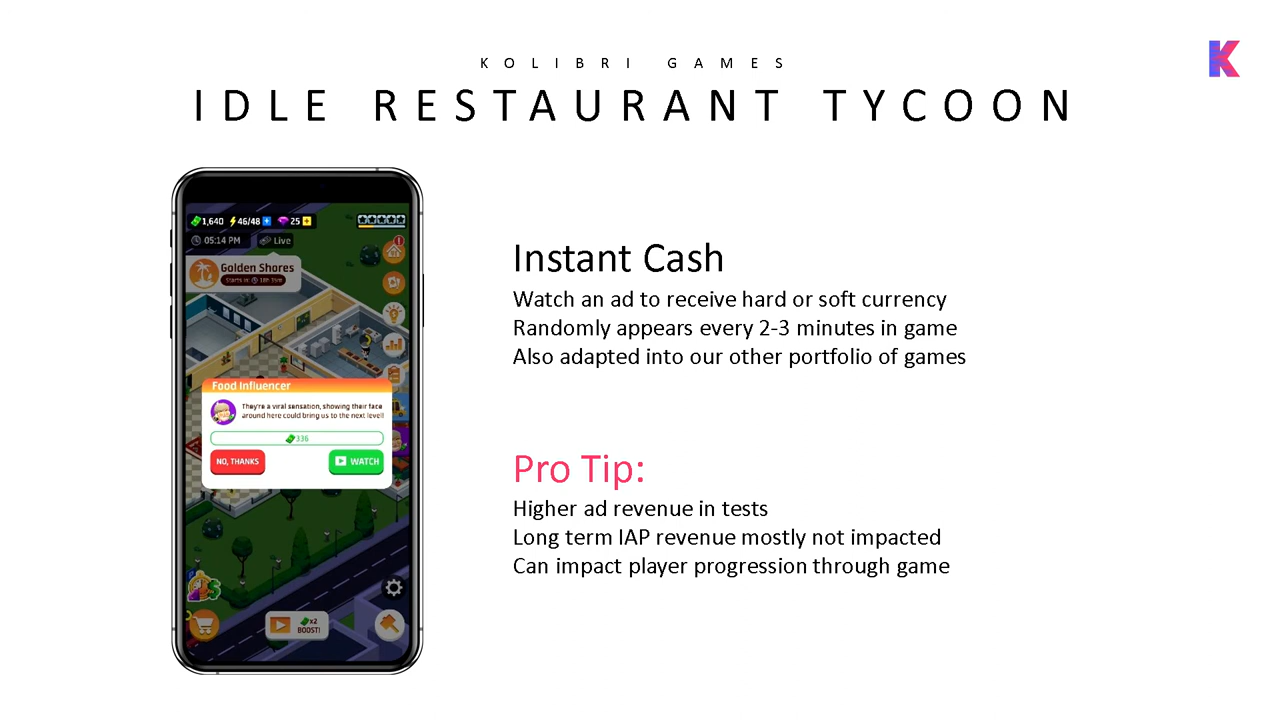 KOLIBRI GAMES
IDLE RESTAURANT TYCOON
K
1,640 46/48 25
05:14 PM Live
Golden Shores
Starts in:
Food Influencer
They're a viral sensation, showing their face
around here could bring us to the next level!
336
NO, THANKS
WATCH
x2
BOOST!
Instant Cash
Watch an ad to receive hard or soft currency
Randomly appears every 2-3 minutes in game
Also adapted into our other portfolio of games
Pro Tip:
Higher ad revenue in tests
Long term IAP revenue mostly not impacted
Can impact player progression through game